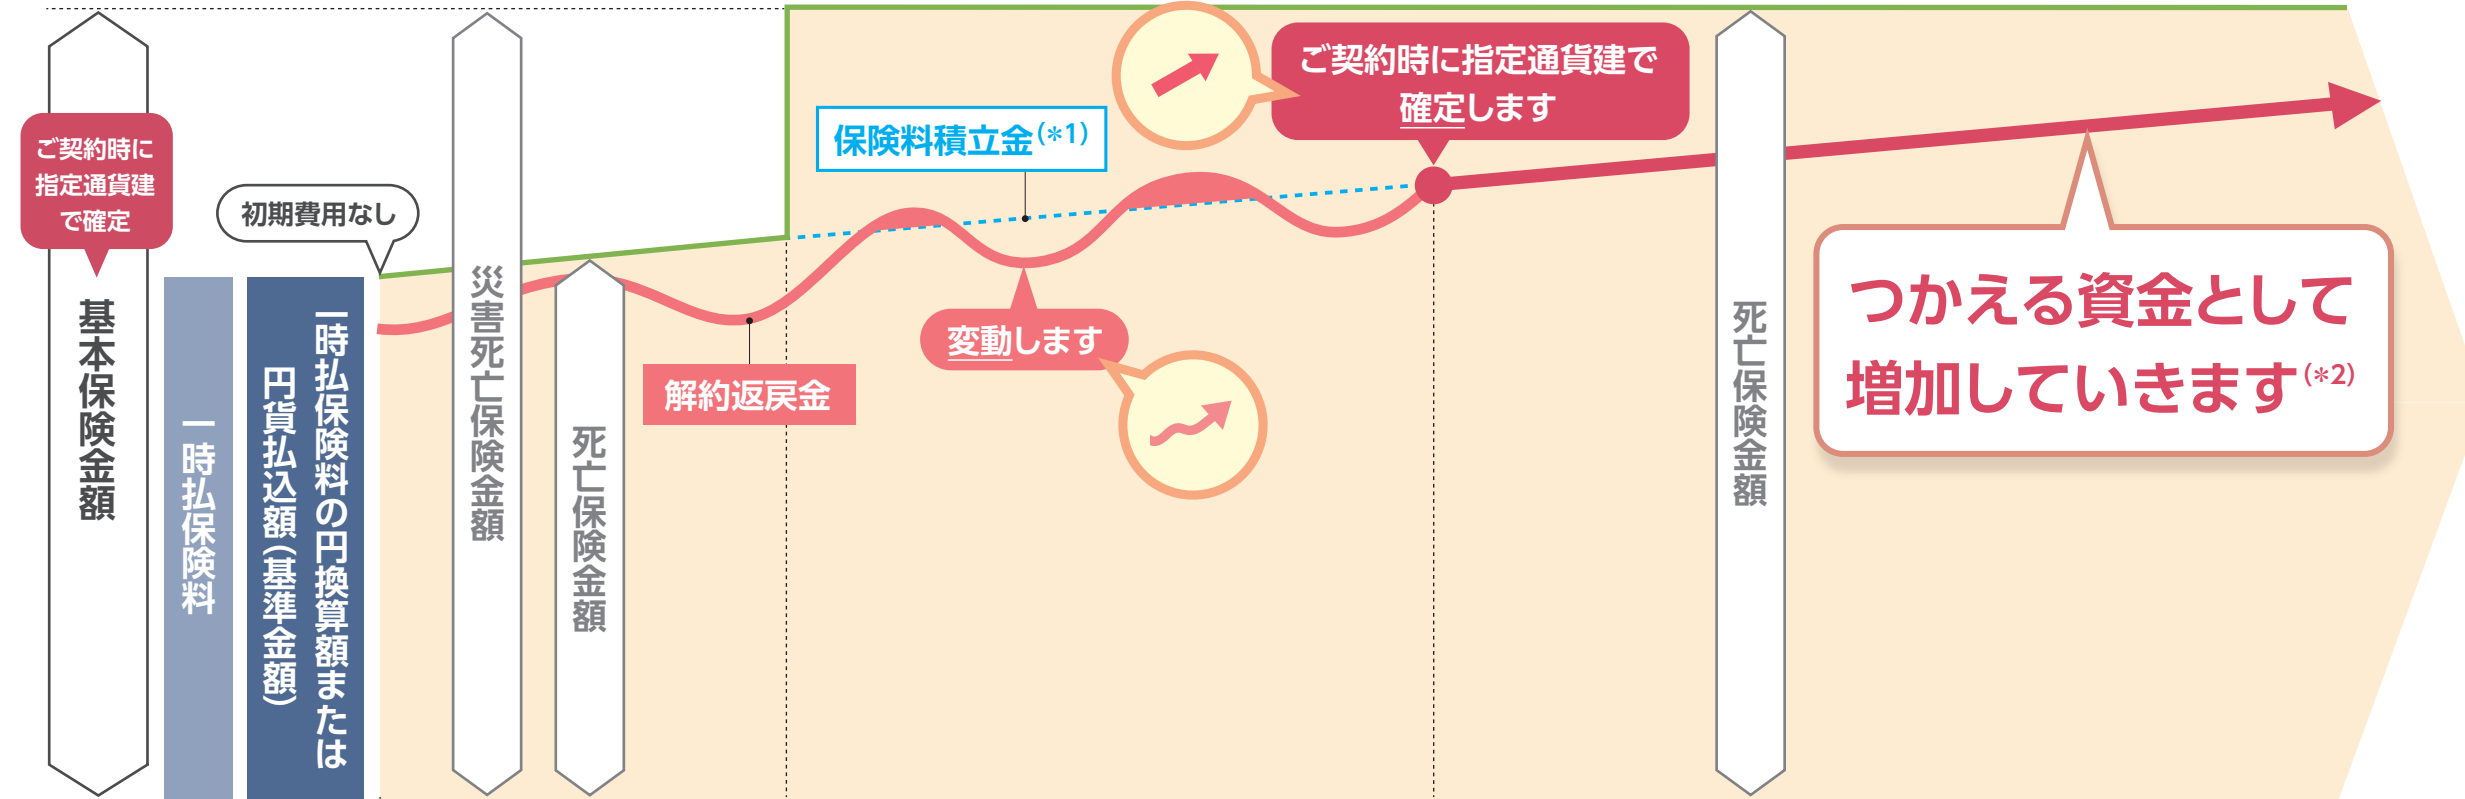 ご契約時に
指定通貨建
で確定
基本保険金額
一時払保険料
一時払保険料の円換算額または
円貨払込額(基準金額)
初期費用なし
災害死亡保険金額
死亡保険金額
解約返戻金
保険料積立金(*1)
変動します
ご契約時に指定通貨建で
確定します
死亡保険金額
つかえる資金として
増加していきます(*2)